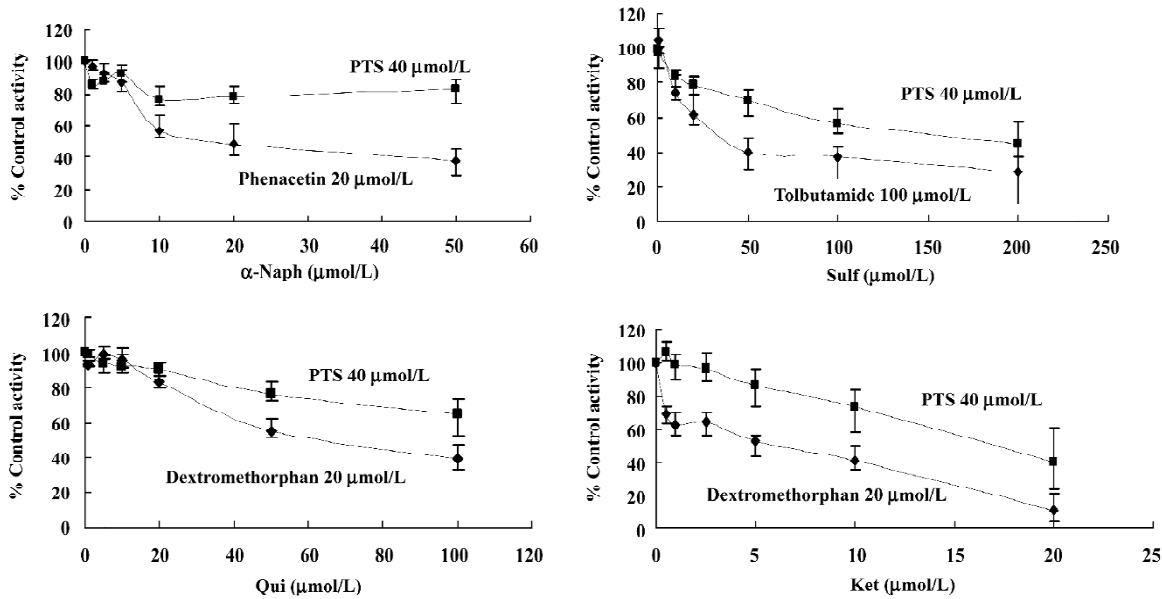 120
100
80
60
40
20
0
% Control activity
PTS 40 μmol/L
Phenacetin 20 μmol/L
0 10 20 30 40 50 60
α-Naph (μmol/L)
120
100
80
60
40
20
0
% Control activity
PTS 40 μmol/L
Tolbutamide 100 μmol/L
0 50 100 150 200 250
Sulf (μmol/L)
120
100
80
60
40
20
0
% Control activity
PTS 40 μmol/L
Dextromethorphan 20 μmol/L
0 20 40 60 80 100 120
Qui (μmol/L)
120
100
80
60
40
20
0
% Control activity
PTS 40 μmol/L
Dextromethorphan 20 μmol/L
0 5 10 15 20 25
Ket (μmol/L)